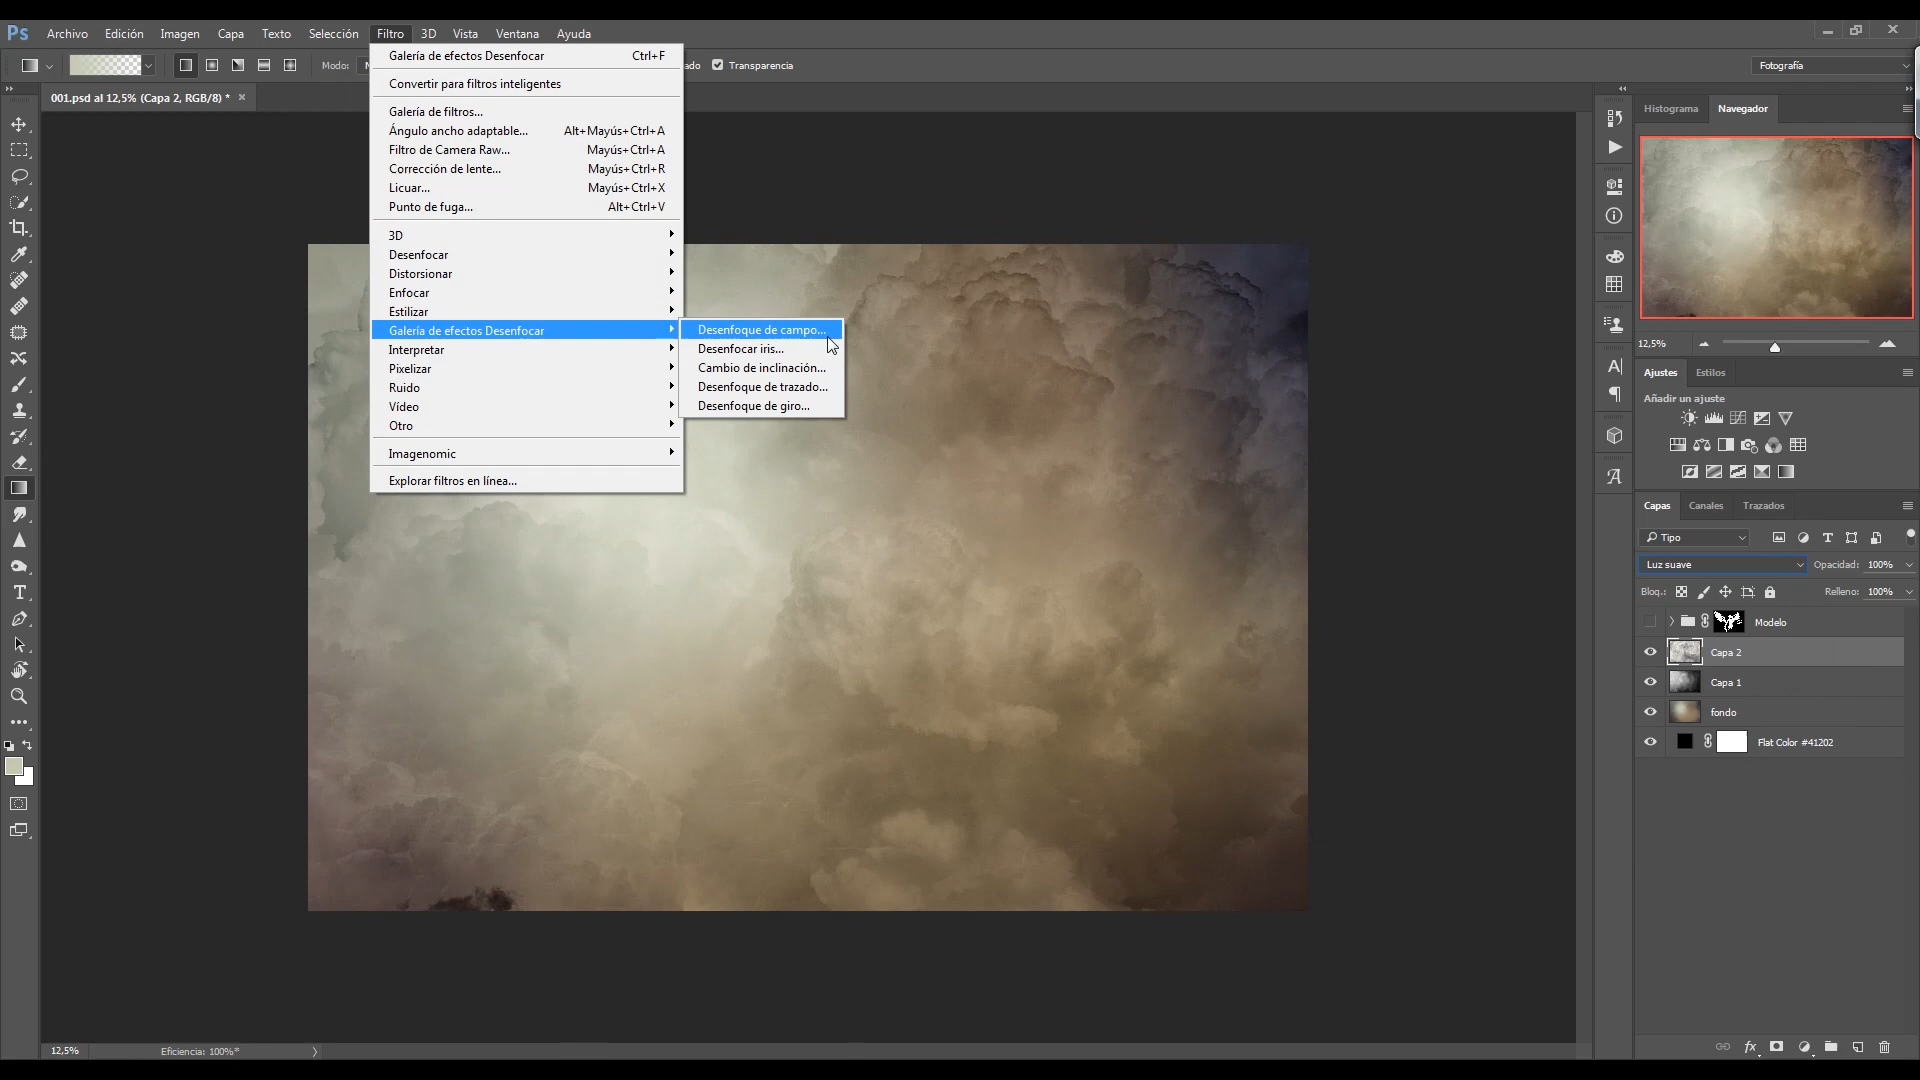 Ps Archivo Edición Imagen Capa Texto Selección Filtro 3D Vista Ventana Ayuda
Modo: ado Transparencia Fotografía
001.psd al 12,5% (Capa 2, RGB/8) *
Galería de efectos Desenfocar Ctrl+F
Convertir para filtros inteligentes
Galería de filtros...
Ángulo ancho adaptable... Alt+Mayús+Ctrl+A
Filtro de Camera Raw... Mayús+Ctrl+A
Corrección de lente... Mayús+Ctrl+R
Licuar... Mayús+Ctrl+X
Punto de fuga... Alt+Ctrl+V
3D
Desenfocar
Distorsionar
Enfocar
Estilizar
Galería de efectos Desenfocar
Interpretar
Pixelizar
Ruido
Vídeo
Otro
Imagenomic
Explorar filtros en línea...
Desenfoque de campo...
Desenfocar iris...
Cambio de inclinación...
Desenfoque de trazado...
Desenfoque de giro...
Histograma Navegador
12,5%
Ajustes Estilos
Añadir un ajuste
Capas Canales Trazados
Tipo
Luz suave Opacidad: 100%
Bloq.: Relleno: 100%
Modelo
Capa 2
Capa 1
fondo
Flat Color #41202
12,5% Eficiencia: 100%*